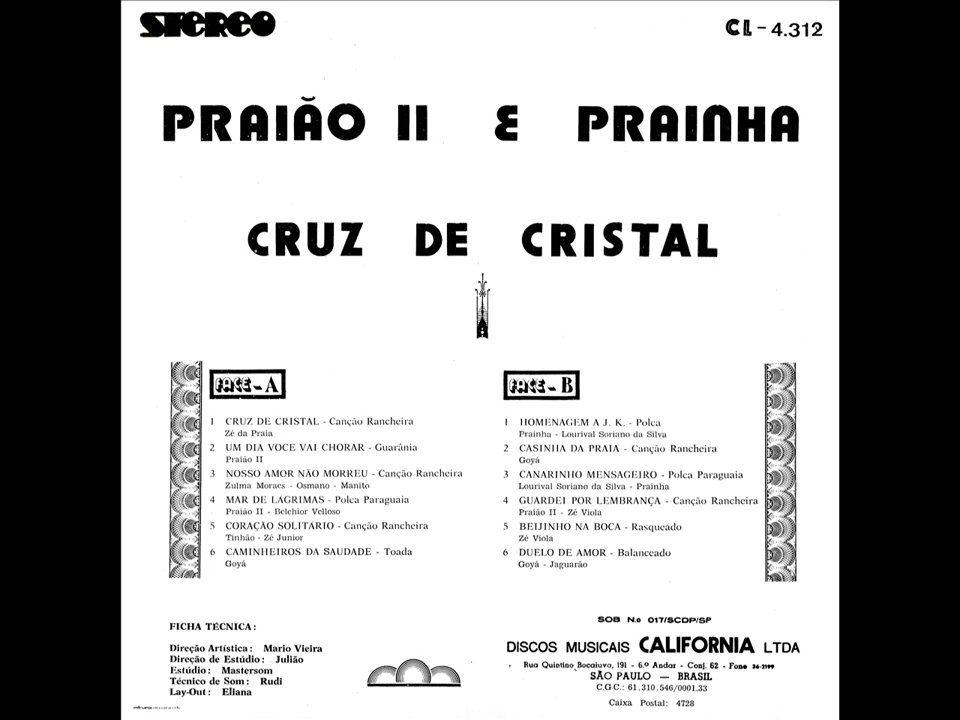 STEREO
CL - 4.312
PRAIÃO II E PRAINHA
CRUZ DE CRISTAL
FACE - A
1 CRUZ DE CRISTAL - Canção Rancheira
Zé da Praia
2 UM DIA VOCE VAI CHORAR - Guarânia
Praião II
3 NOSSO AMOR NÃO MORREU - Canção Rancheira
Zulma Moraes - Osmano - Manito
4 MAR DE LAGRIMAS - Polca Paraguaia
Praião II - Belchior Velloso
5 CORAÇÃO SOLITÁRIO - Canção Rancheira
Tinhão - Zé Junior
6 CAMINHEIROS DA SAUDADE - Toada
Goyá
FACE - B
1 HOMENAGEM A J. K. - Polca
Prainha - Lourival Soriano da Silva
2 CASINHA DA PRAIA - Canção Rancheira
Goyá
3 CANARINHO MENSAGEIRO - Polca Paraguaia
Lourival Soriano da Silva - Prainha
4 GUARDEI POR LEMBRANÇA - Canção Rancheira
Praião II - Zé Viola
5 BEIJINHO NA BOCA - Rasqueado
Zé Viola
6 DUELO DE AMOR - Balanceado
Goyá - Jaguarão
FICHA TÉCNICA :
Direção Artística : Mario Vieira
Direção de Estúdio : Julião
Estúdio : Mastersom
Técnico de Som : Rudi
Lay-Out : Eliana
SOB N.o 017/SCDP/SP
DISCOS MUSICAIS CALIFORNIA LTDA
Rua Quintino Bocaiuva, 191 - 6.º Andar - Conj. 62 - Fone 36-2199
SÃO PAULO — BRASIL
C.G.C.: 61.310.546/0001.33
Caixa Postal: 4728